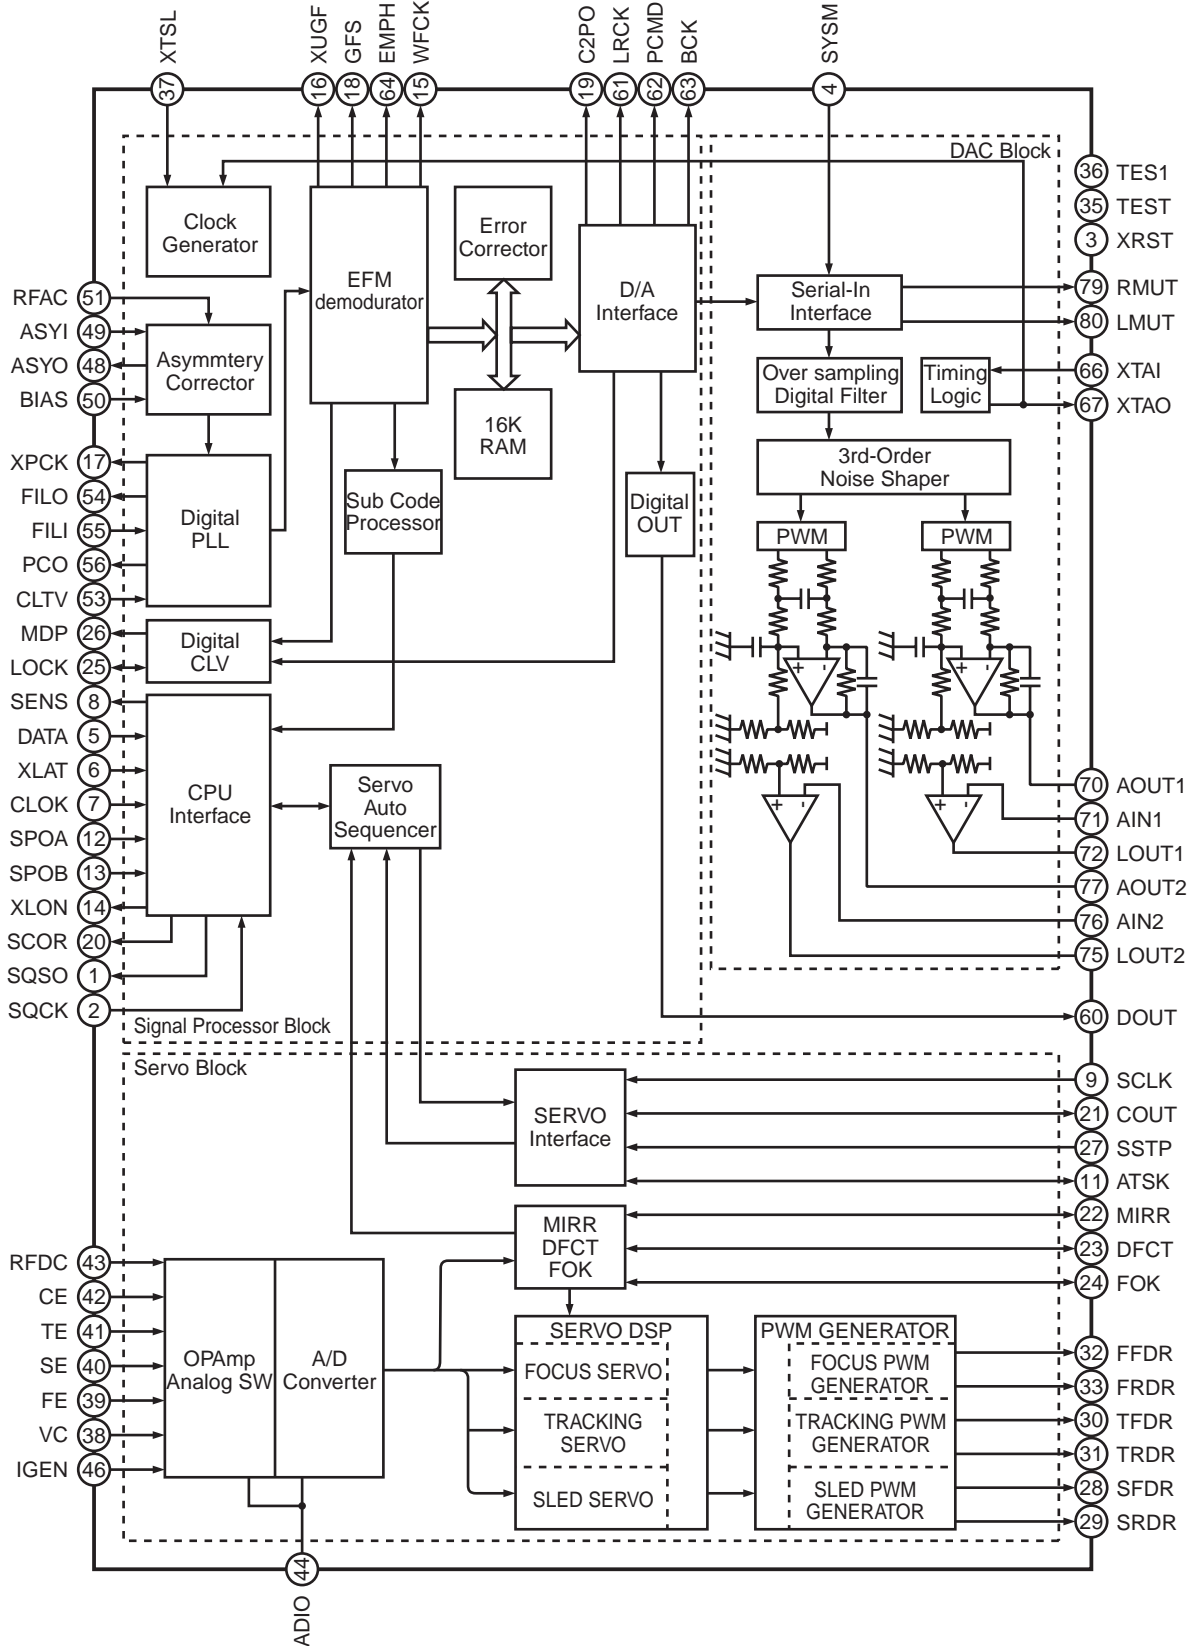 XTSL
XUGF
GFS
EMPH
WFCK
C2PO
LRCK
PCMD
BCK
SYSM
37
16
18
64
15
19
61
62
63
4
DAC Block
36 TES1
35 TEST
3 XRST
79 RMUT
80 LMUT
66 XTAI
67 XTAO
Clock
Generator
EFM
demodurator
Error
Corrector
16K
RAM
D/A
Interface
Serial-In
Interface
Over sampling
Digital Filter
Timing
Logic
3rd-Order
Noise Shaper
PWM
PWM
+ -
+ -
+ -
+ -
RFAC 51
ASYI 49
ASYO 48
BIAS 50
Asymmtery
Corrector
XPCK 17
FILO 54
FILI 55
PCO 56
CLTV 53
Digital
PLL
Sub Code
Processor
Digital
OUT
MDP 26
LOCK 25
Digital
CLV
SENS 8
DATA 5
XLAT 6
CLOK 7
SPOA 12
SPOB 13
XLON 14
SCOR 20
SQSO 1
SQCK 2
CPU
Interface
Servo
Auto
Sequencer
70 AOUT1
71 AIN1
72 LOUT1
77 AOUT2
76 AIN2
75 LOUT2
60 DOUT
Signal Processor Block
Servo Block
SERVO
Interface
9 SCLK
21 COUT
27 SSTP
11 ATSK
MIRR
DFCT
FOK
22 MIRR
23 DFCT
24 FOK
RFDC 43
CE 42
TE 41
SE 40
FE 39
VC 38
IGEN 46
OPAmp
Analog SW
A/D
Converter
SERVO DSP
FOCUS SERVO
TRACKING
SERVO
SLED SERVO
PWM GENERATOR
FOCUS PWM
GENERATOR
TRACKING PWM
GENERATOR
SLED PWM
GENERATOR
32 FFDR
33 FRDR
30 TFDR
31 TRDR
28 SFDR
29 SRDR
44
ADIO